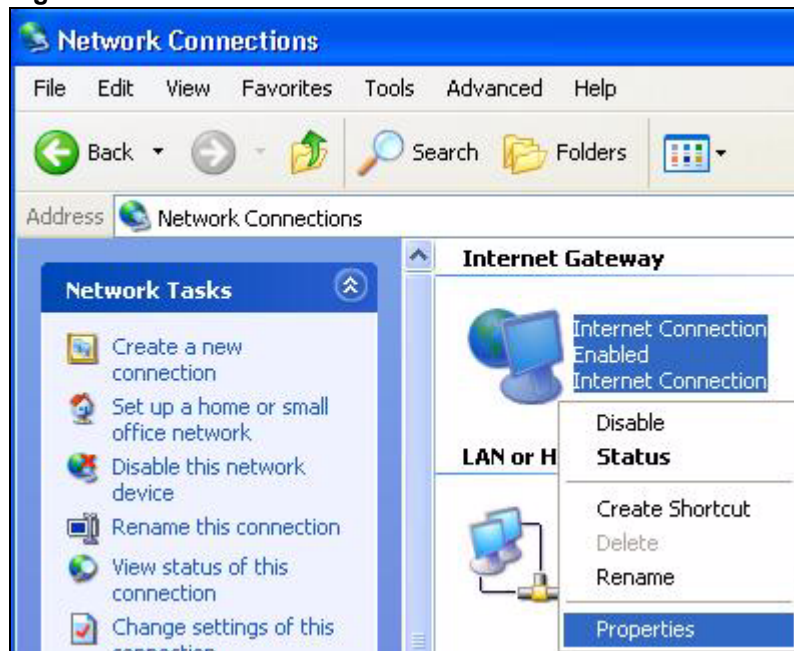 Network Connections
File Edit View Favorites Tools Advanced Help
Back Search Folders
Address Network Connections
Network Tasks
Create a new
connection
Set up a home or small
office network
Disable this network
device
Rename this connection
View status of this
connection
Change settings of this
connection
Internet Gateway
Internet Connection
Enabled
Internet Connection
LAN or H
Disable
Status
Create Shortcut
Delete
Rename
Properties